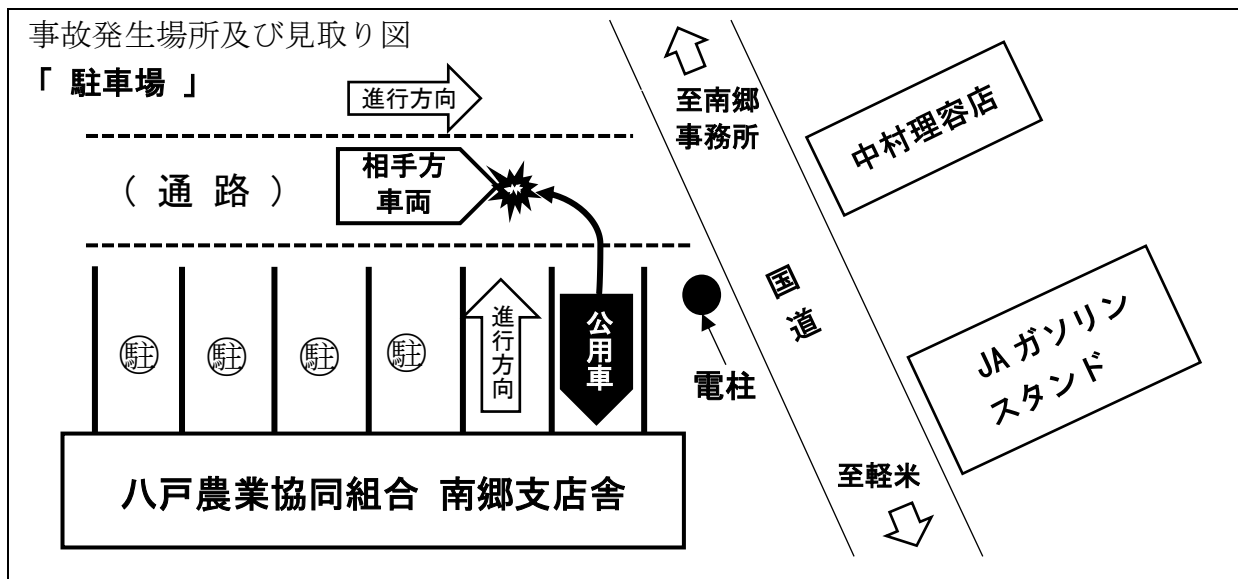 事故発生場所及び見取り図
「 駐車場 」
進行方向
至南郷
事務所
中村理容店
（ 通 路 ）
相手方
車両
国道
駐
駐
駐
駐
進行方向
公用車
電柱
JAガソリン
スタンド
八戸農業協同組合 南郷支店舎
至軽米